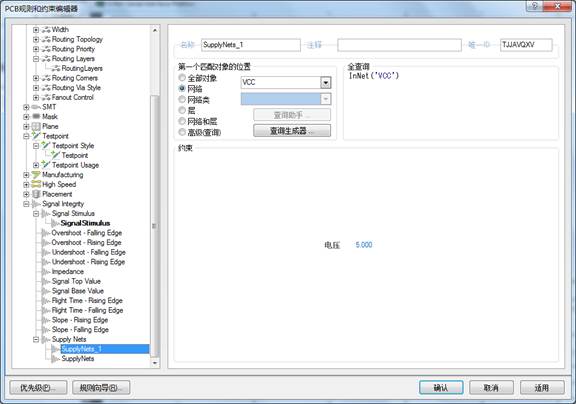 PCB规则和约束编辑器
Width
Routing Topology
Routing Priority
Routing Layers
RoutingLayers
Routing Corners
Routing Via Style
Fanout Control
SMT
Mask
Plane
Testpoint
Testpoint Style
Testpoint
Testpoint Usage
Manufacturing
High Speed
Placement
Signal Integrity
Signal Stimulus
SignalStimulus
Overshoot - Falling Edge
Overshoot - Rising Edge
Undershoot - Falling Edge
Undershoot - Rising Edge
Impedance
Signal Top Value
Signal Base Value
Flight Time - Rising Edge
Flight Time - Falling Edge
Slope - Rising Edge
Slope - Falling Edge
Supply Nets
SupplyNets_1
SupplyNets
名称 SupplyNets_1 注释 唯一ID TJJAVQXV
第一个匹配对象的位置
全部对象
网络 VCC
网络类
层
网络和层
高级(查询)
查询助手 ...
查询生成器 ...
全查询
InNet('VCC')
约束
电压 5.000
优先级(P)... 规则向导(R)... 确认 取消 适用